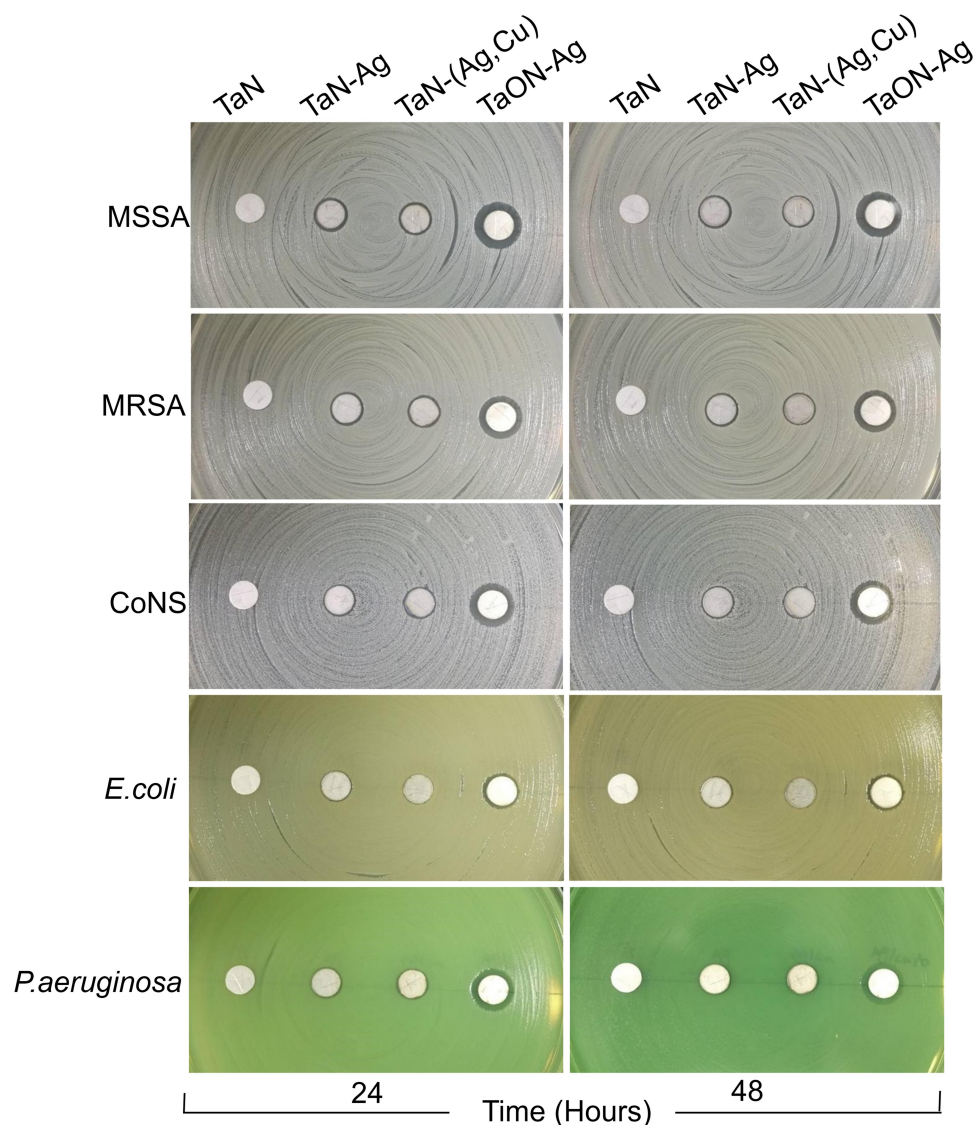 TaN TaN-Ag TaN-(Ag,Cu) TaON-Ag TaN TaN-Ag TaN-(Ag,Cu) TaON-Ag
MSSA
MRSA
CoNS
E.coli
P.aeruginosa
24 48
Time (Hours)